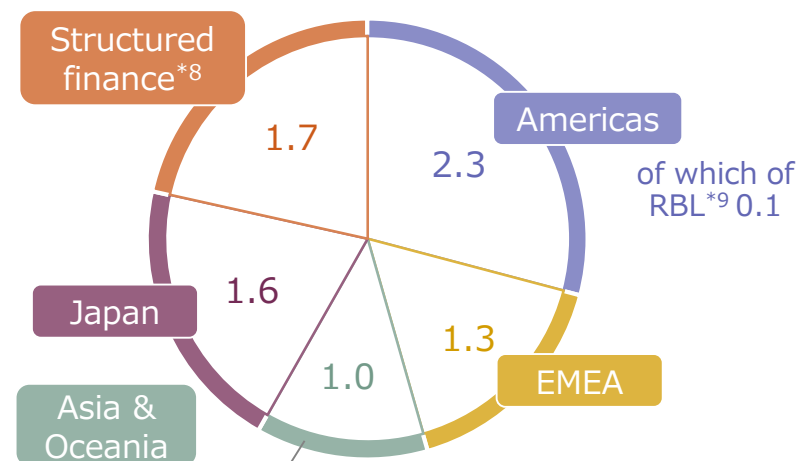 Structured
finance*8
1.7
Americas
2.3
of which of
RBL*9 0.1
1.6
Japan
1.3
1.0
EMEA
Asia &
Oceania